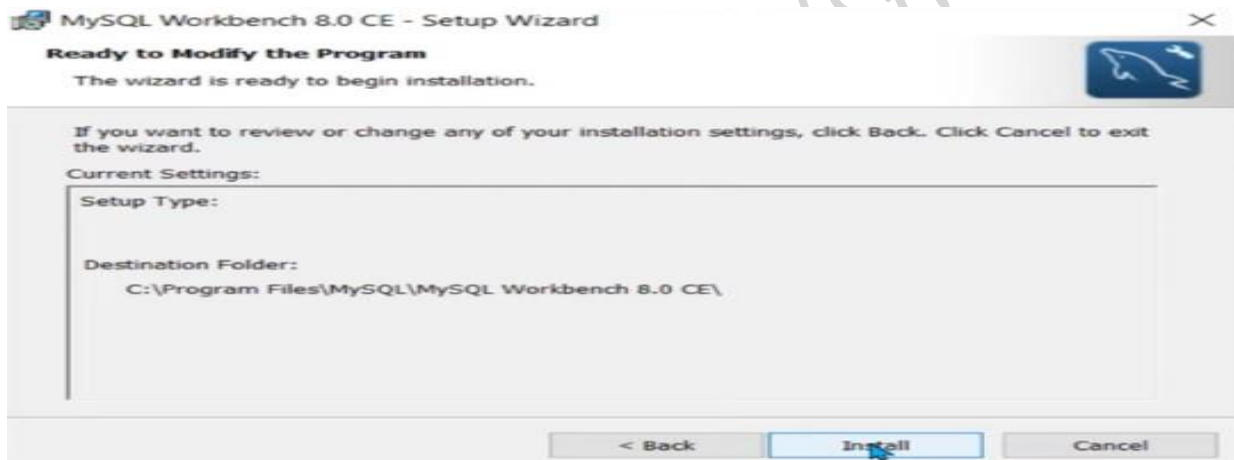 MySQL Workbench 8.0 CE - Setup Wizard
Ready to Modify the Program
The wizard is ready to begin installation.
If you want to review or change any of your installation settings, click Back. Click Cancel to exit
the wizard.
Current Settings:
Setup Type:
Destination Folder:
C:\Program Files\MySQL\MySQL Workbench 8.0 CE\
< Back
Install
Cancel